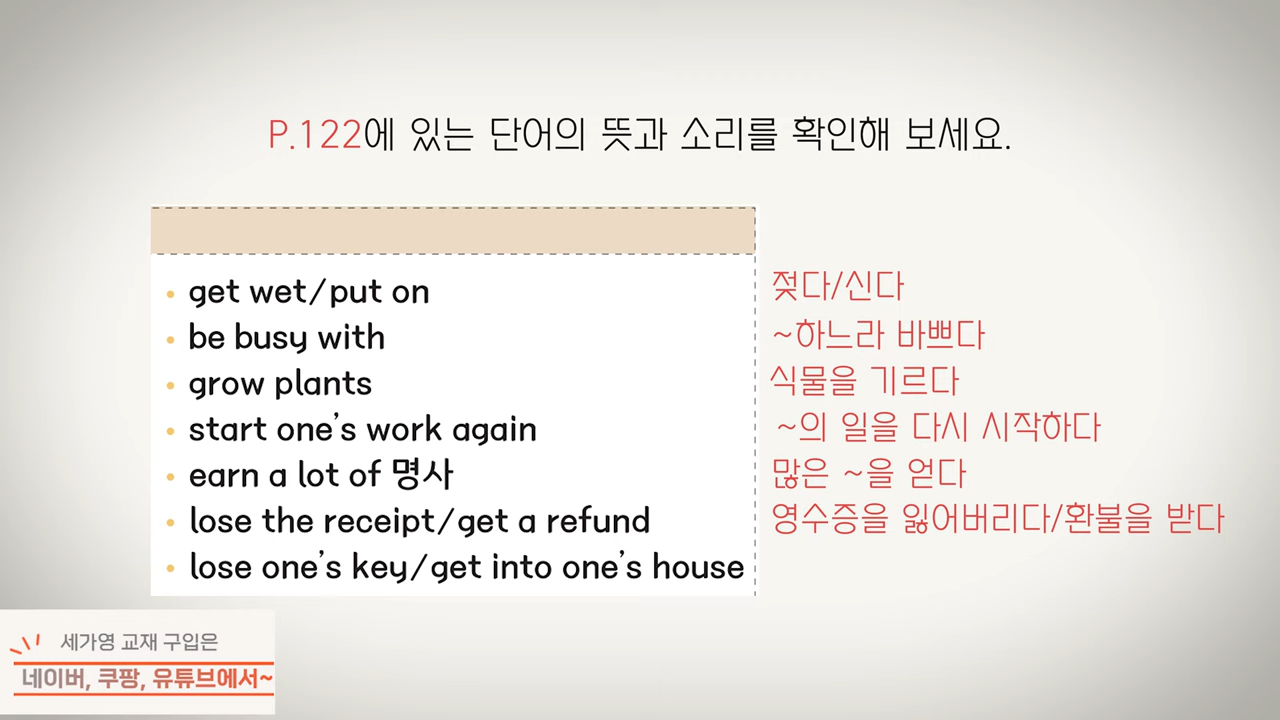 P.122에 있는 단어의 뜻과 소리를 확인해 보세요.
• get wet/put on 젖다/신다
• be busy with ~하느라 바쁘다
• grow plants 식물을 기르다
• start one's work again ~의 일을 다시 시작하다
• earn a lot of 명사 많은 ~을 얻다
• lose the receipt/get a refund 영수증을 잃어버리다/환불을 받다
• lose one's key/get into one's house
세가영 교재 구입은
네이버, 쿠팡, 유튜브에서~